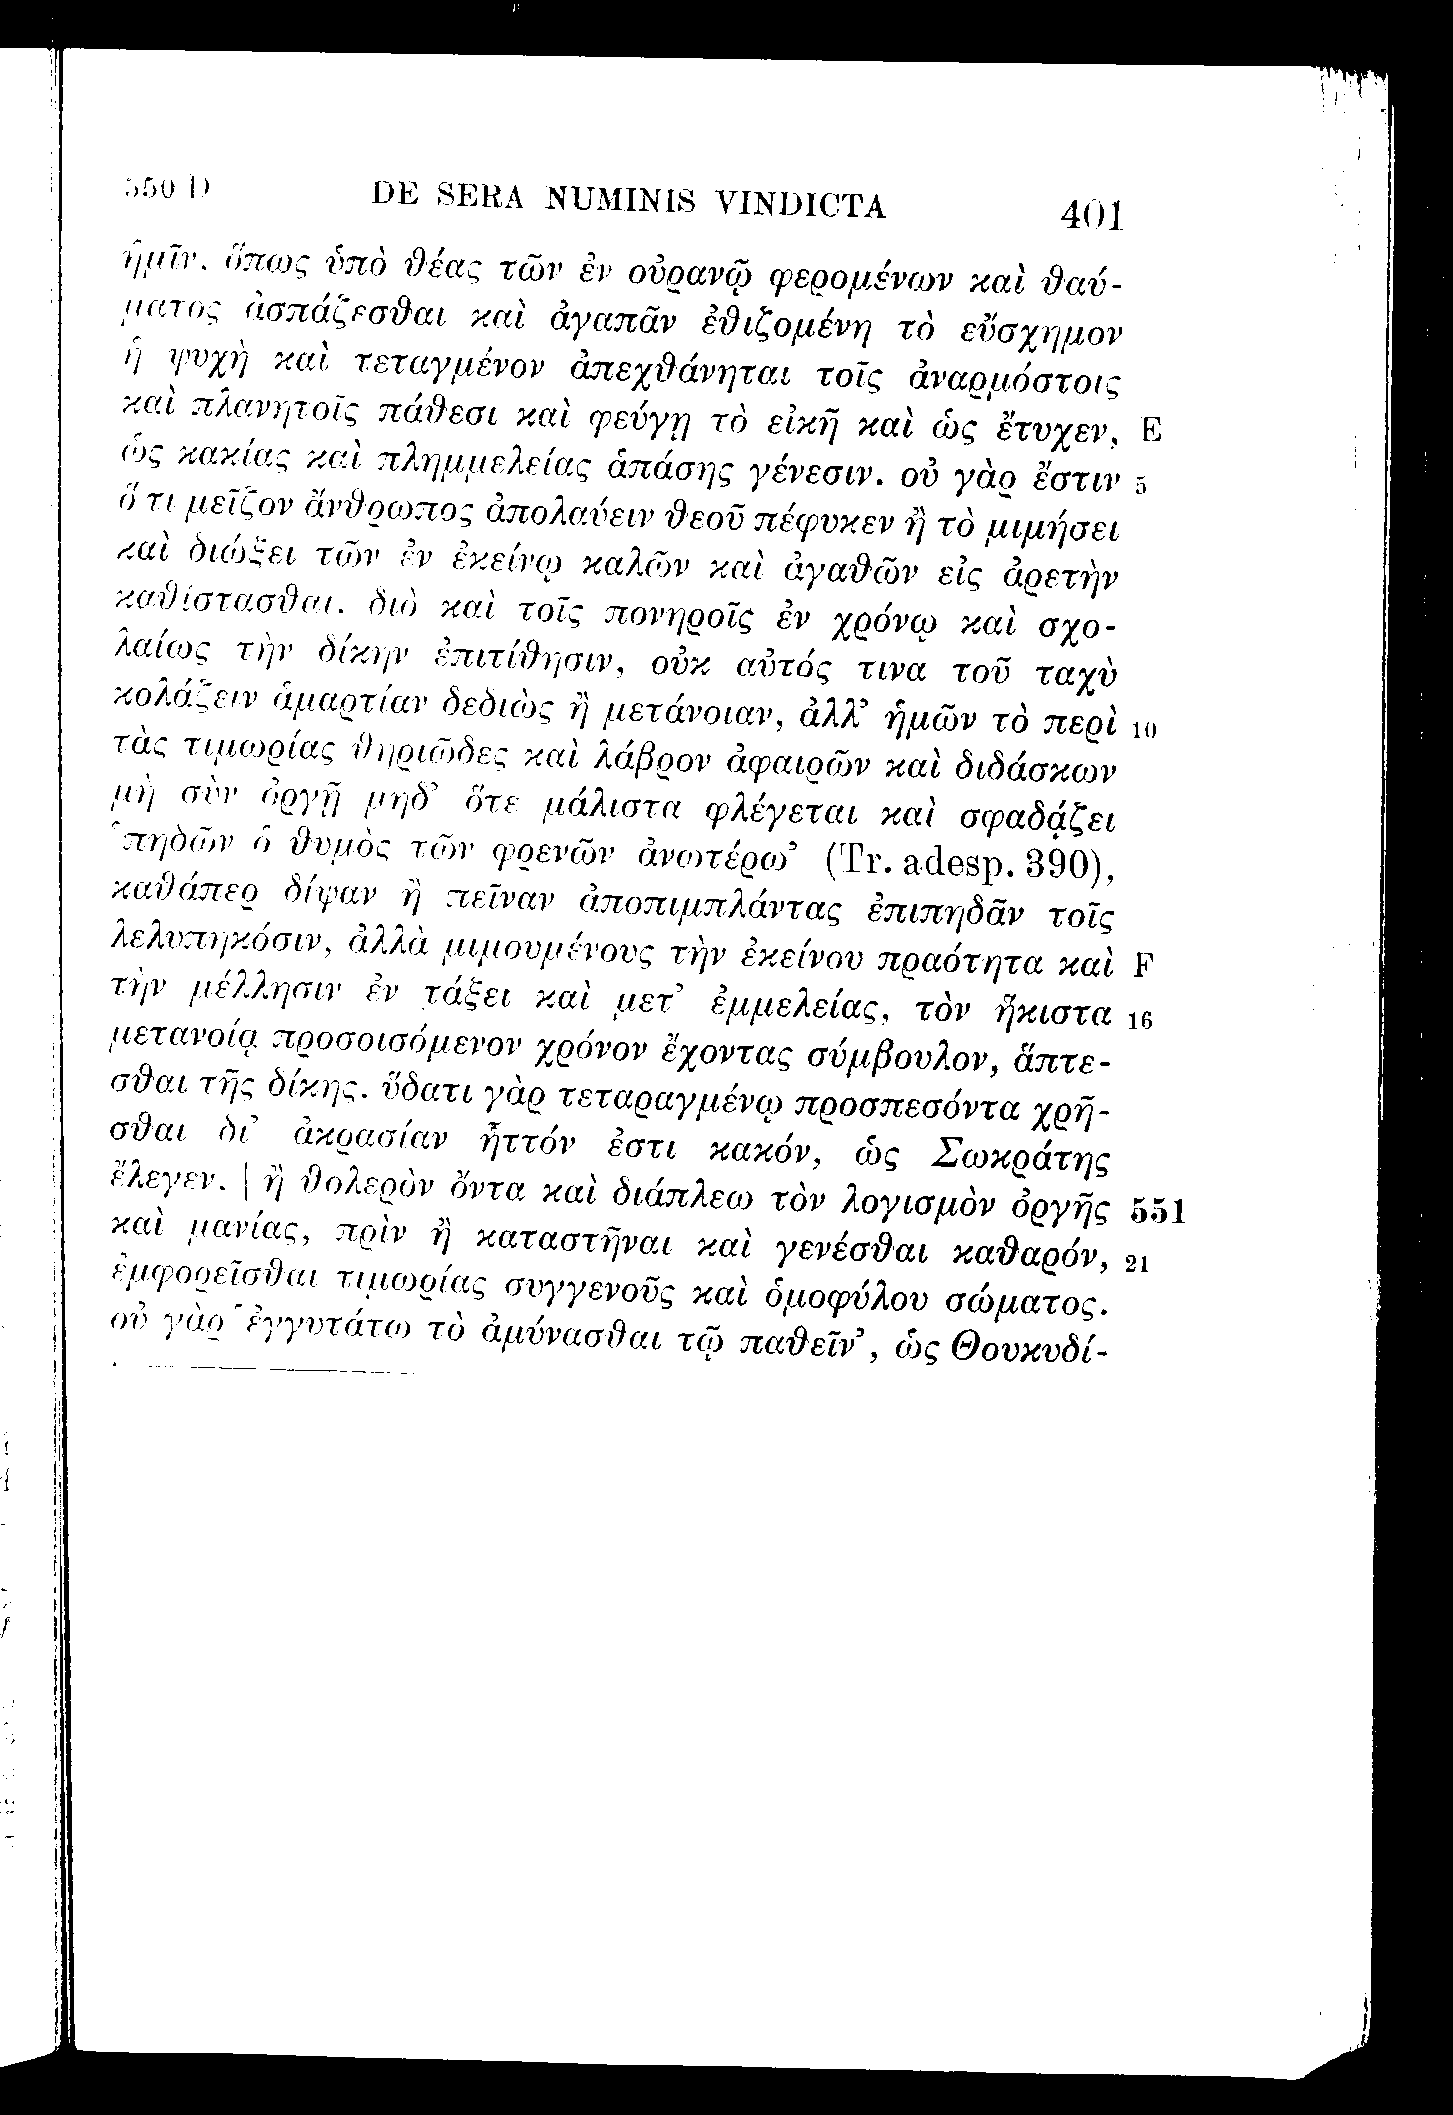 550 D DE SERA NUMINIS VINDICTA 401
ἡμῖν, ὅπως ὑπὸ θέας τῶν ἐν οὐρανῷ φερομένων καὶ θαύ-
ματος ἀσπάζεσθαι καὶ ἀγαπᾶν ἐθιζομένη τὸ εὔσχημον
ἡ ψυχὴ καὶ τεταγμένον ἀπεχθάνηται τοῖς ἀναρμόστοις
καὶ πλανητοῖς πάθεσι καὶ φεύγῃ τὸ εἰκῆ καὶ ὡς ἔτυχεν, E
ὡς κακίας καὶ πλημμελείας ἁπάσης γένεσιν. οὐ γὰρ ἔστιν 5
ὅ τι μεῖζον ἄνθρωπος ἀπολαύειν θεοῦ πέφυκεν ἢ τὸ μιμήσει
καὶ διώξει τῶν ἐν ἐκείνῳ καλῶν καὶ ἀγαθῶν εἰς ἀρετὴν
καθίστασθαι. διὸ καὶ τοῖς πονηροῖς ἐν χρόνῳ καὶ σχο-
λαίως τὴν δίκην ἐπιτίθησιν, οὐκ αὐτός τινα τοῦ ταχὺ
κολάζειν ἁμαρτίαν δεδιὼς ἢ μετάνοιαν, ἀλλ’ ἡμῶν τὸ περὶ 10
τὰς τιμωρίας θηριῶδες καὶ λάβρον ἀφαιρῶν καὶ διδάσκων
μὴ σὺν ὀργῇ μηδ’ ὅτε μάλιστα φλέγεται καὶ σφαδᾴζει
‘πηδῶν ὁ θυμὸς τῶν φρενῶν ἀνωτέρω’ (Tr. adesp. 390),
καθάπερ δίψαν ἢ πεῖναν ἀποπιμπλάντας ἐπιπηδᾶν τοῖς
λελυπηκόσιν, ἀλλὰ μιμουμένους τὴν ἐκείνου πραότητα καὶ F
τὴν μέλλησιν ἐν τάξει καὶ μετ’ ἐμμελείας, τὸν ἥκιστα 16
μετανοίᾳ προσοισόμενον χρόνον ἔχοντας σύμβουλον, ἅπτε-
σθαι τῆς δίκης. ὕδατι γὰρ τεταραγμένῳ προσπεσόντα χρῆ-
σθαι δι’ ἀκρασίαν ἧττόν ἐστι κακόν, ὡς Σωκράτης
ἔλεγεν, | ἢ θολερὸν ὄντα καὶ διάπλεω τὸν λογισμὸν ὀργῆς 551
καὶ μανίας, πρὶν ἢ καταστῆναι καὶ γενέσθαι καθαρόν, 21
ἐμφορεῖσθαι τιμωρίας συγγενοῦς καὶ ὁμοφύλου σώματος.
οὐ γὰρ ‘ἐγγυτάτω τὸ ἀμύνασθαι τῷ παθεῖν’, ὡς Θουκυδί-